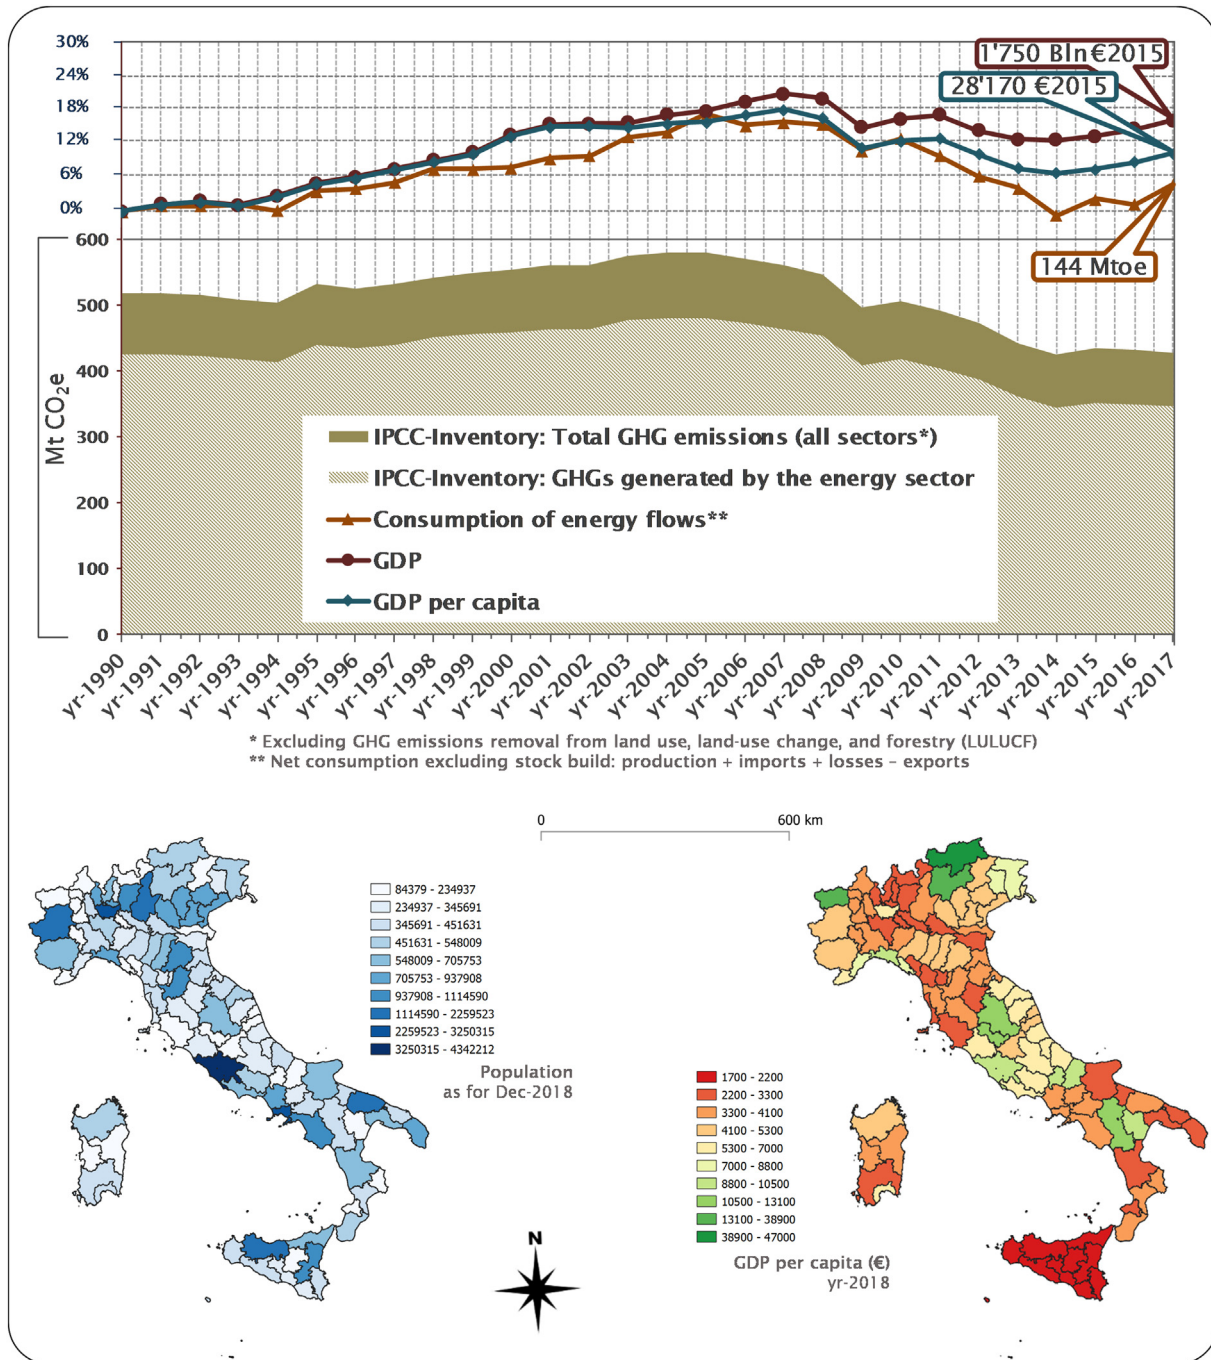 30%
24%
18%
12%
6%
0%
1'750 Bln €2015
28'170 €2015
144 Mtoe
600
500
400
300
200
100
0
Mt CO₂e
IPCC-Inventory: Total GHG emissions (all sectors*)
IPCC-Inventory: GHGs generated by the energy sector
Consumption of energy flows**
GDP
GDP per capita
yr-1990
yr-1991
yr-1992
yr-1993
yr-1994
yr-1995
yr-1996
yr-1997
yr-1998
yr-1999
yr-2000
yr-2001
yr-2002
yr-2003
yr-2004
yr-2005
yr-2006
yr-2007
yr-2008
yr-2009
yr-2010
yr-2011
yr-2012
yr-2013
yr-2014
yr-2015
yr-2016
yr-2017
* Excluding GHG emissions removal from land use, land-use change, and forestry (LULUCF)
** Net consumption excluding stock build: production + imports + losses - exports
0 600 km
84379 - 234937
234937 - 345691
345691 - 451631
451631 - 548009
548009 - 705753
705753 - 937908
937908 - 1114590
1114590 - 2259523
2259523 - 3250315
3250315 - 4342212
Population
as for Dec-2018
1700 - 2200
2200 - 3300
3300 - 4100
4100 - 5300
5300 - 7000
7000 - 8800
8800 - 10500
10500 - 13100
13100 - 38900
38900 - 47000
GDP per capita (€)
yr-2018
N